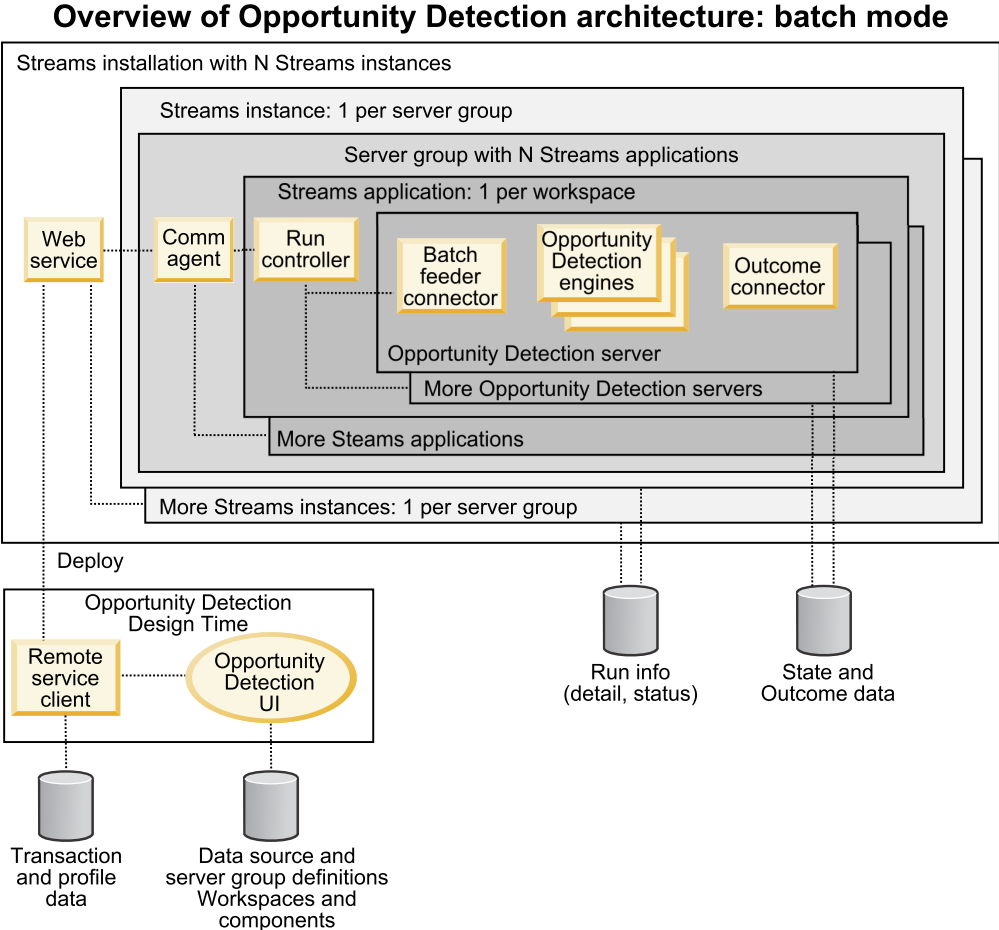 Overview of Opportunity Detection architecture: batch mode
Streams installation with N Streams instances
Streams instance: 1 per server group
Server group with N Streams applications
Streams application: 1 per workspace
Web
service
Comm
agent
Run
controller
Batch
feeder
connector
Opportunity
Detection
engines
Outcome
connector
Opportunity Detection server
More Opportunity Detection servers
More Steams applications
More Streams instances: 1 per server group
Deploy
Opportunity Detection
Design Time
Remote
service
client
Opportunity
Detection
UI
Run info
(detail, status)
State and
Outcome data
Transaction
and profile
data
Data source and
server group definitions
Workspaces and
components